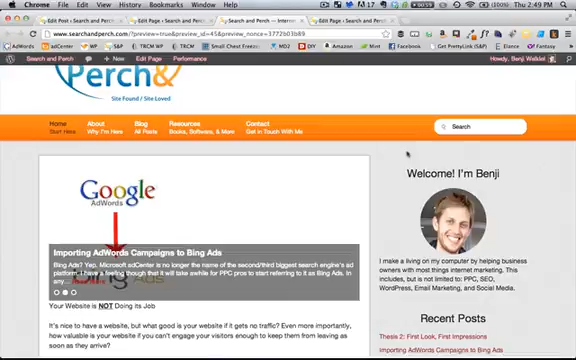 Chrome File Edit View History Bookmarks Window Help
Thu 2:49 PM
Edit Page ‹ Search and Per
Edit Page ‹ Search and Per
Search and Perch — Intern
Edit Page ‹ Search and Per
www.searchandperch.com/?preview=true&preview_id=45&preview_nonce=3772b03b89
AdWords adCenter TRCM WP TRCM MP Small Chest Freezer Dropbox Amazon Mint Facebook Get PrettyLink (S&P) Elance Fantasy
Search and Perch + New Edit Page Performance
Howdy, Benji Walklet
Perch&
Site Found / Site Loved
Home About Blog Resources Contact
Start Here Why I'm Here All Posts Books, Software, & More Get in Touch With Me
Search
Google
AdWords
Importing AdWords Campaigns to Bing Ads
Bing Ads? Yep. Microsoft adCenter is no longer the name of the second/third biggest search engine's ad
platform. I have a feeling though that it will take awhile for PPC pros to start referring to it as Bing Ads. In
any...
Your Website is NOT Doing its Job
It's nice to have a website, but what good is your website if it gets no traffic? Even more importantly,
how valuable is your website if you can't engage your visitors enough to keep them from leaving as
soon as they arrive?
Welcome! I'm Benji
I make a living on my computer by helping business
owners with most things internet marketing. This
includes, but is not limited to: PPC, SEO,
WordPress, Email Marketing, and Social Media.
Recent Posts
Thesis 2: First Look, First Impressions
Importing AdWords Campaigns to Bing Ads